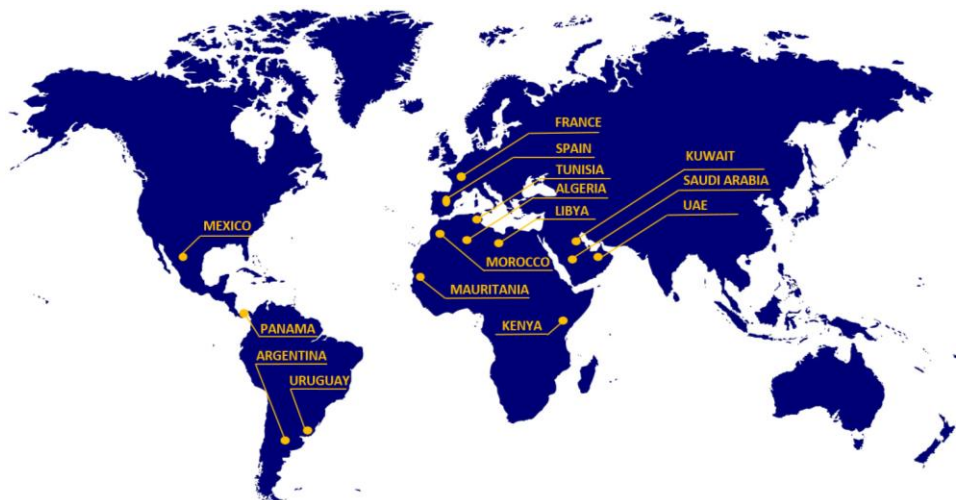 FRANCE
SPAIN
KUWAIT
TUNISIA
SAUDI ARABIA
ALGERIA
UAE
LIBYA
MEXICO
MOROCCO
MAURITANIA
PANAMA
KENYA
ARGENTINA
URUGUAY